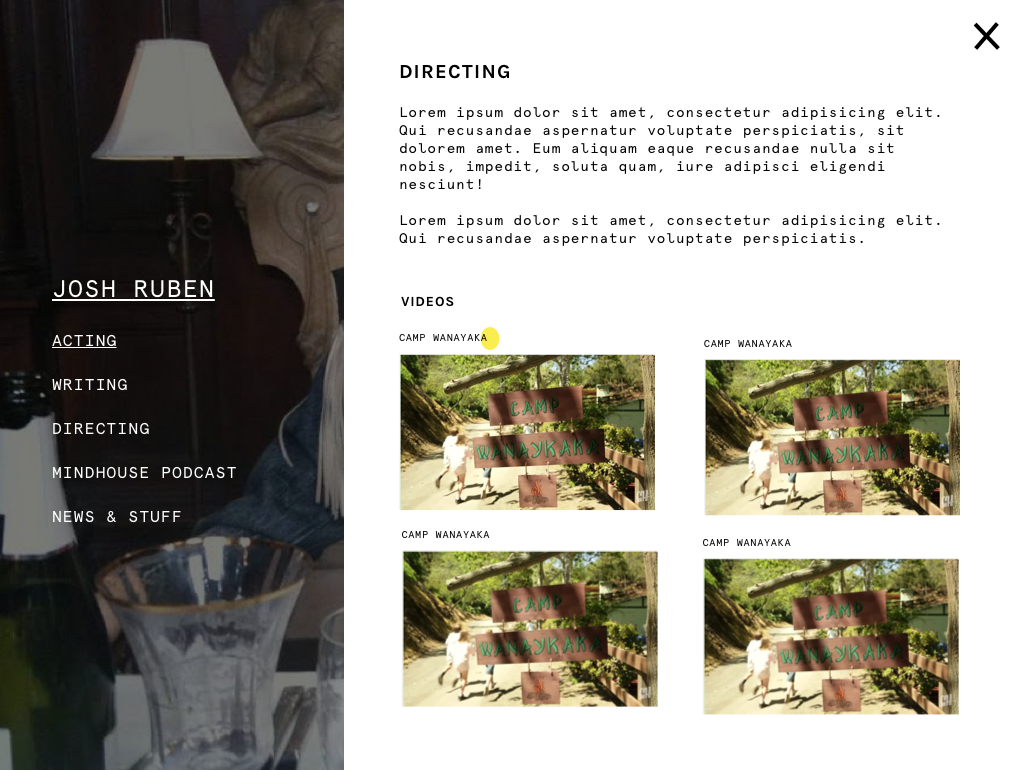 JOSH RUBEN
ACTING
WRITING
DIRECTING
MINDHOUSE PODCAST
NEWS & STUFF
DIRECTING
Lorem ipsum dolor sit amet, consectetur adipisicing elit.
Qui recusandae aspernatur voluptate perspiciatis, sit
dolorem amet. Eum aliquam eaque recusandae nulla sit
nobis, impedit, soluta quam, iure adipisci eligendi
nesciunt!
Lorem ipsum dolor sit amet, consectetur adipisicing elit.
Qui recusandae aspernatur voluptate perspiciatis.
VIDEOS
CAMP WANAYAKA
CAMP
WANAYKAKA
CAMP WANAYAKA
CAMP
WANAYKAKA
CAMP WANAYAKA
CAMP
WANAYKAKA
CAMP WANAYAKA
CAMP
WANAYKAKA